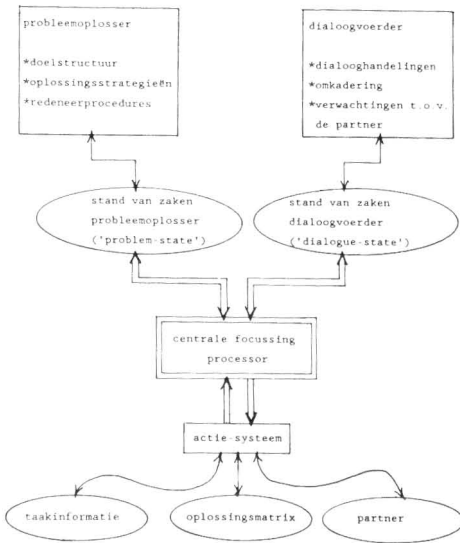 probleemoplosser
*doelstructuur
*oplossingsstrategieën
*redeneerprocedures
dialoogvoerder
*dialooghandelingen
*omkadering
*verwachtingen t.o.v.
de partner
stand van zaken
probleemoplosser
('problem-state')
stand van zaken
dialoogvoerder
('dialogue-state')
centrale focussing
processor
actie-systeem
taakinformatie
oplossingsmatrix
partner